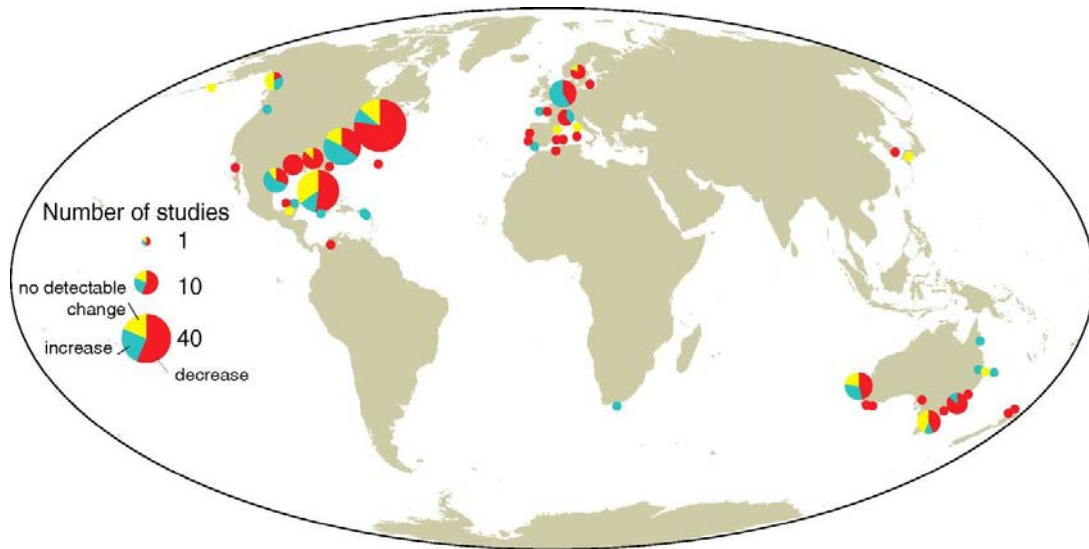 Number of studies
1
no detectable
change
10
increase
40
decrease